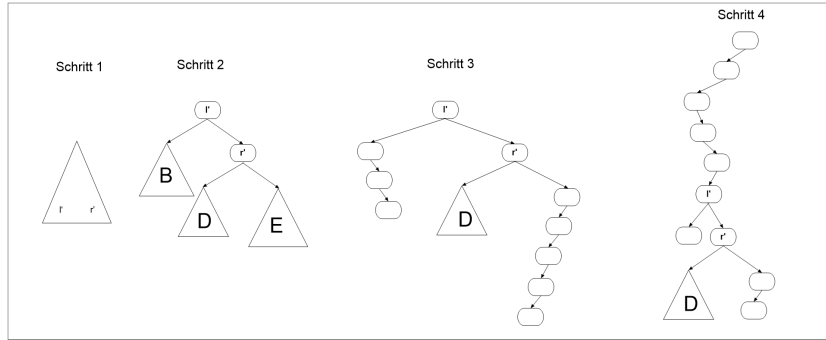 Schritt 1
l' r'
Schritt 2
l'
r'
B
D
E
Schritt 3
l'
r'
D
Schritt 4
l'
r'
D